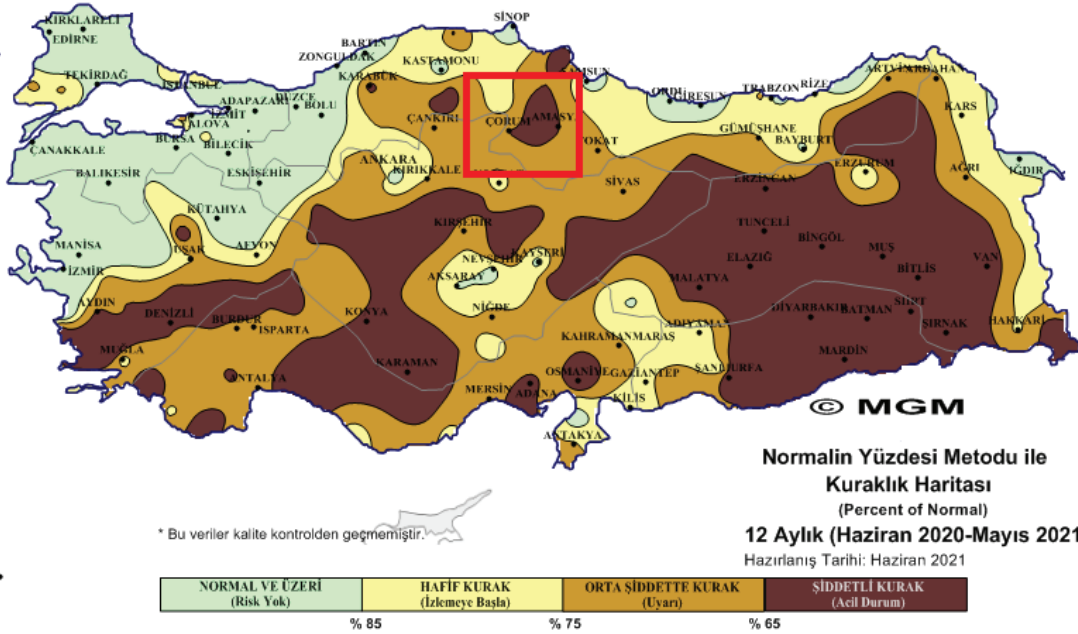 SİNOP
KIRKLARELİ
EDİRNE
BARTIN
ZONGULDAK
KASTAMONU
KARABÜK
TEKİRDAĞ
İSTANBUL
DÜZCE
ADAPAZARI
BOLU
İZMİT
YALOVA
BURSA
BİLECİK
ÇANAKKALE
ÇANKIRI
ÇORUM
AMASYA
SAMSUN
ORDU
GİRESUN
TRABZON
RİZE
ARTVİN
ARDAHAN
KARS
GÜMÜŞHANE
BAYBURT
TOKAT
ANKARA
KIRIKKALE
BALIKESİR
ESKİŞEHİR
SİVAS
ERZİNCAN
ERZURUM
AĞRI
IĞDIR
KÜTAHYA
KIRŞEHİR
TUNCELİ
BİNGÖL
MUŞ
MANİSA
UŞAK
AFYON
NEVŞEHİR
KAYSERİ
İZMİR
AKSARAY
ELAZIĞ
MALATYA
BİTLİS
VAN
AYDIN
DENİZLİ
BURDUR
ISPARTA
KONYA
NİĞDE
ADIYAMAN
DİYARBAKIR
BATMAN
SİİRT
ŞIRNAK
HAKKARİ
KAHRAMANMARAŞ
MUĞLA
KARAMAN
MARDİN
ANTALYA
MERSİN
ADANA
OSMANİYE
GAZİANTEP
ŞANLIURFA
KİLİS
ANTAKYA
© MGM
Normalin Yüzdesi Metodu ile
Kuraklık Haritası
(Percent of Normal)
12 Aylık (Haziran 2020-Mayıs 2021
Hazırlanış Tarihi: Haziran 2021
* Bu veriler kalite kontrolden geçmemiştir.
NORMAL VE ÜZERİ
(Risk Yok)
HAFİF KURAK
(İzlemeye Başla)
ORTA ŞİDDETTE KURAK
(Uyarı)
ŞİDDETLİ KURAK
(Acil Durum)
% 85
% 75
% 65